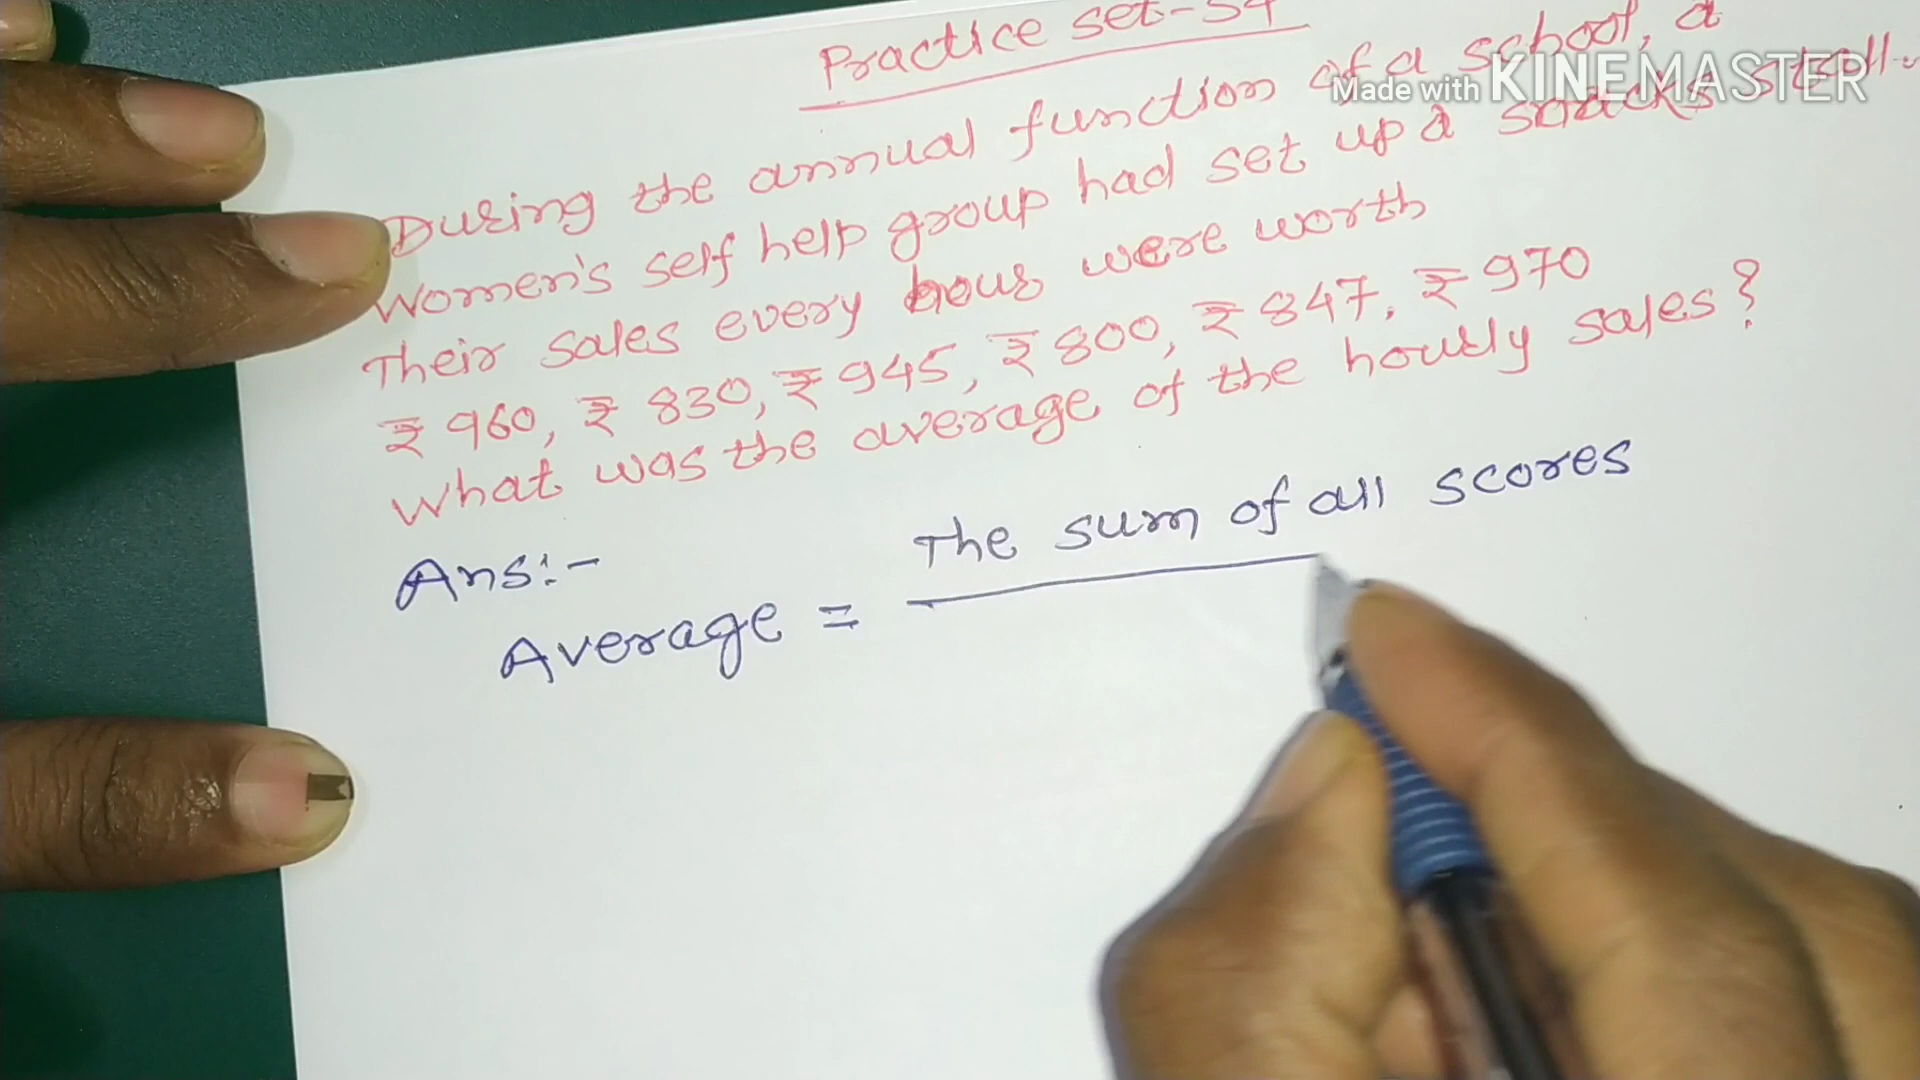 Practice set-54
During the annual function of a school, a
Women's self help group had set up a snacks stall.
Their sales every hour were worth
₹ 960, ₹ 830, ₹ 945, ₹ 800, ₹ 847, ₹ 970
What was the average of the hourly sales?
Ans:-
The sum of all scores
Average =
Made with KINEMASTER